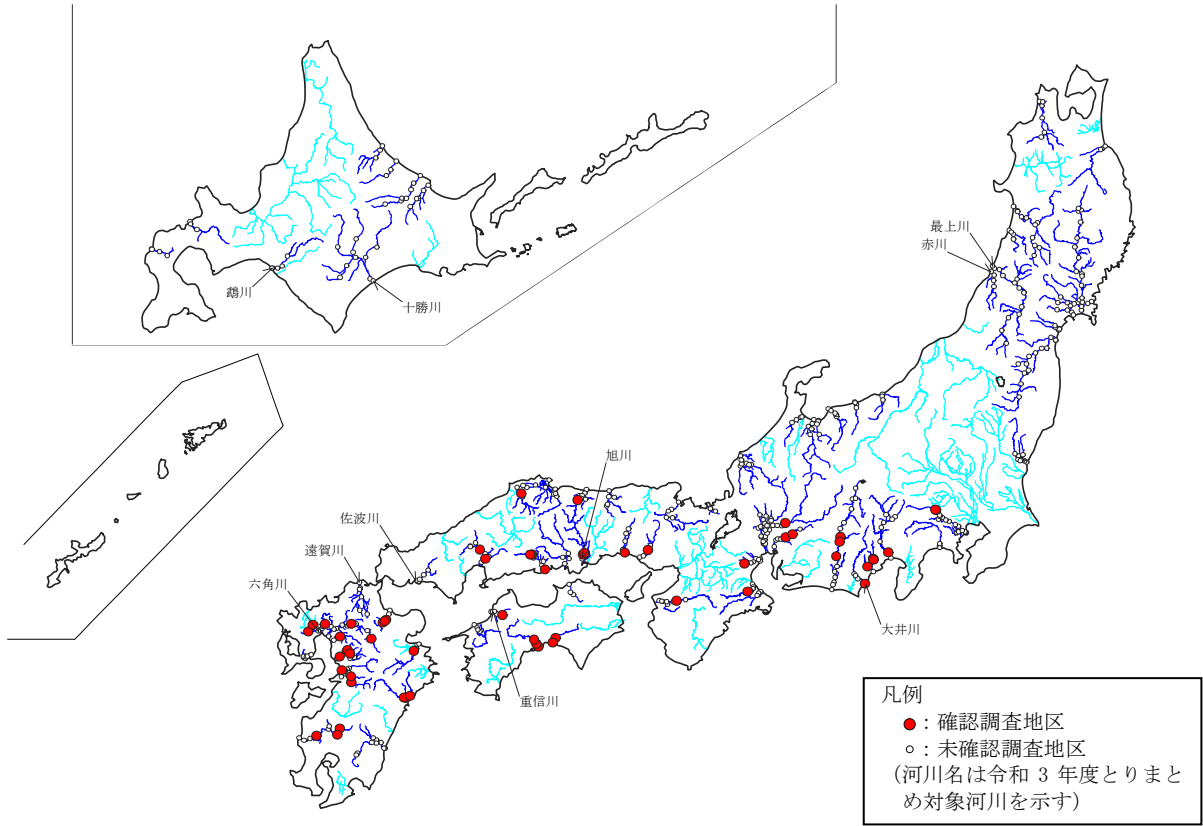 最上川
赤川
鵡川
十勝川
旭川
佐波川
遠賀川
六角川
大井川
重信川
凡例
：確認調査地区
：未確認調査地区
(河川名は令和 3 年度とりまと
め対象河川を示す)